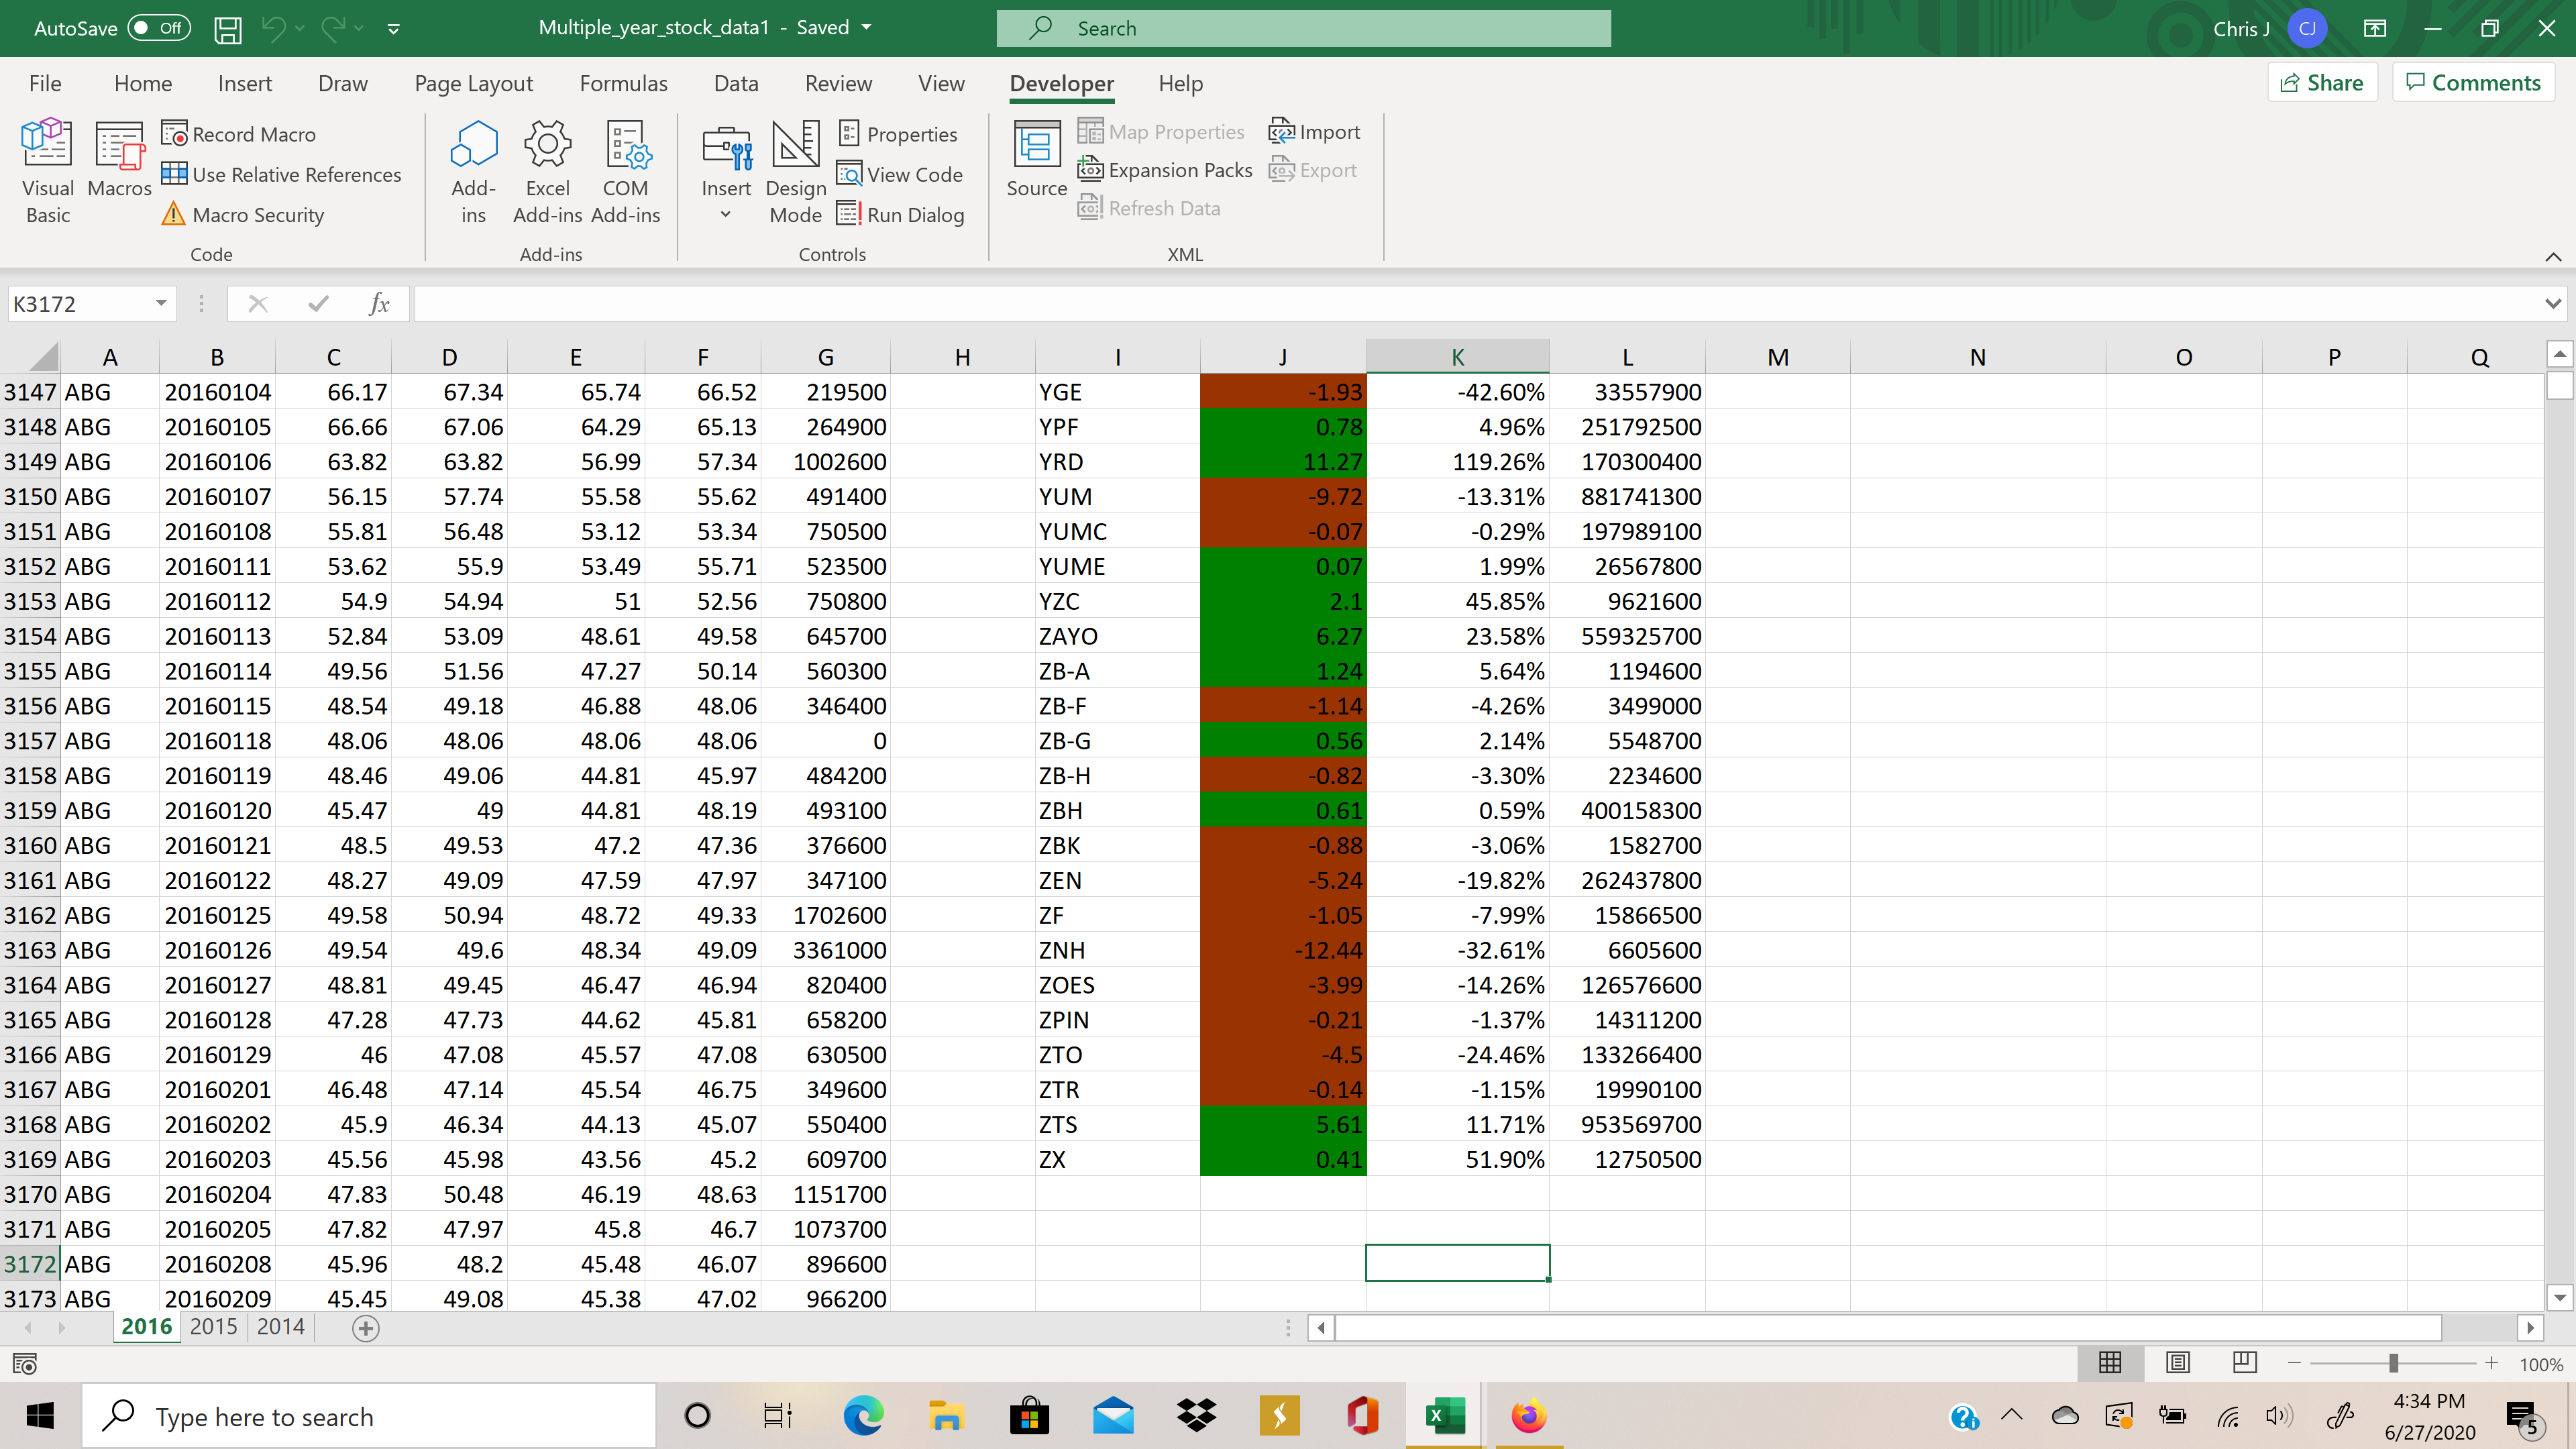 AutoSave Off Multiple_year_stock_data1 - Saved Search Chris J CJ
File Home Insert Draw Page Layout Formulas Data Review View Developer Help Share Comments
Visual Basic
Macros
Record Macro
Use Relative References
Macro Security
Code
Add-ins
Excel Add-ins
COM Add-ins
Add-ins
Insert
Design Mode
Properties
View Code
Run Dialog
Controls
Source
Map Properties
Expansion Packs
Refresh Data
Import
Export
XML
K3172 fx
A B C D E F G H I J K L M N O P Q
3147 ABG 20160104 66.17 67.34 65.74 66.52 219500 YGE -1.93 -42.60% 33557900
3148 ABG 20160105 66.66 67.06 64.29 65.13 264900 YPF 0.78 4.96% 251792500
3149 ABG 20160106 63.82 63.82 56.99 57.34 1002600 YRD 11.27 119.26% 170300400
3150 ABG 20160107 56.15 57.74 55.58 55.62 491400 YUM -9.72 -13.31% 881741300
3151 ABG 20160108 55.81 56.48 53.12 53.34 750500 YUMC -0.07 -0.29% 197989100
3152 ABG 20160111 53.62 55.9 53.49 55.71 523500 YUME 0.07 1.99% 26567800
3153 ABG 20160112 54.9 54.94 51 52.56 750800 YZC 2.1 45.85% 9621600
3154 ABG 20160113 52.84 53.09 48.61 49.58 645700 ZAYO 6.27 23.58% 559325700
3155 ABG 20160114 49.56 51.56 47.27 50.14 560300 ZB-A 1.24 5.64% 1194600
3156 ABG 20160115 48.54 49.18 46.88 48.06 346400 ZB-F -1.14 -4.26% 3499000
3157 ABG 20160118 48.06 48.06 48.06 48.06 0 ZB-G 0.56 2.14% 5548700
3158 ABG 20160119 48.46 49.06 44.81 45.97 484200 ZB-H -0.82 -3.30% 2234600
3159 ABG 20160120 45.47 49 44.81 48.19 493100 ZBH 0.61 0.59% 400158300
3160 ABG 20160121 48.5 49.53 47.2 47.36 376600 ZBK -0.88 -3.06% 1582700
3161 ABG 20160122 48.27 49.09 47.59 47.97 347100 ZEN -5.24 -19.82% 262437800
3162 ABG 20160125 49.58 50.94 48.72 49.33 1702600 ZF -1.05 -7.99% 15866500
3163 ABG 20160126 49.54 49.6 48.34 49.09 3361000 ZNH -12.44 -32.61% 6605600
3164 ABG 20160127 48.81 49.45 46.47 46.94 820400 ZOES -3.99 -14.26% 126576600
3165 ABG 20160128 47.28 47.73 44.62 45.81 658200 ZPIN -0.21 -1.37% 14311200
3166 ABG 20160129 46 47.08 45.57 47.08 630500 ZTO -4.5 -24.46% 133266400
3167 ABG 20160201 46.48 47.14 45.54 46.75 349600 ZTR -0.14 -1.15% 19990100
3168 ABG 20160202 45.9 46.34 44.13 45.07 550400 ZTS 5.61 11.71% 953569700
3169 ABG 20160203 45.56 45.98 43.56 45.2 609700 ZX 0.41 51.90% 12750500
3170 ABG 20160204 47.83 50.48 46.19 48.63 1151700
3171 ABG 20160205 47.82 47.97 45.8 46.7 1073700
3172 ABG 20160208 45.96 48.2 45.48 46.07 896600
3173 ABG 20160209 45.45 49.08 45.38 47.02 966200
2016 2015 2014
100%
Type here to search
4:34 PM
6/27/2020
5